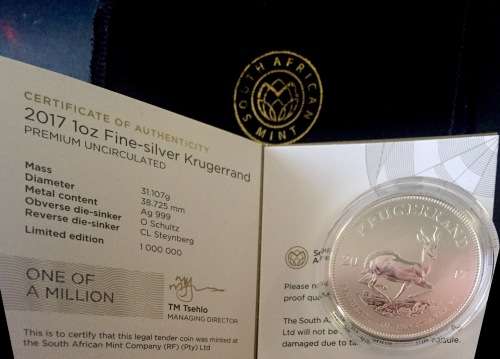 SOUTH AFRICAN
MINT
CERTIFICATE OF AUTHENTICITY
2017 1oz Fine-silver Krugerrand
PREMIUM UNCIRCULATED
Mass 31.107g
Diameter 38.725 mm
Metal content Ag 999
Obverse die-sinker O Schultz
Reverse die-sinker CL Steynberg
Limited edition 1 000 000
ONE OF
A MILLION
TM Tsehlo
MANAGING DIRECTOR
This is to certify that this legal tender coin was minted at
the South African Mint Company (RF) (Pty) Ltd
Please no
proof qua
The South A
Ltd will not be
damaged due to
KRUGERRAND
20 17